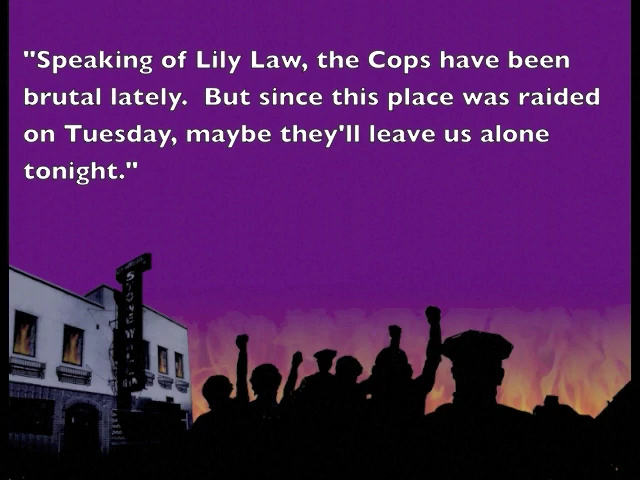 "Speaking of Lily Law, the Cops have been
brutal lately.  But since this place was raided
on Tuesday, maybe they'll leave us alone
tonight."
STONEWALL